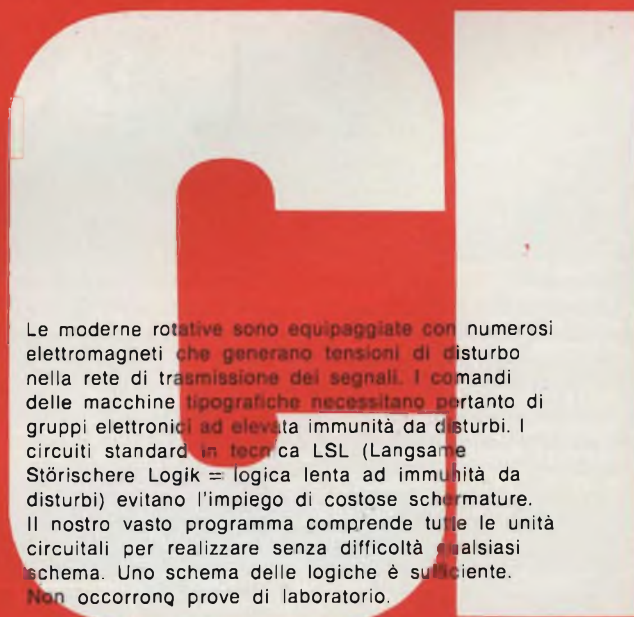 CI
Le moderne rotative sono equipaggiate con numerosi
elettromagneti che generano tensioni di disturbo
nella rete di trasmissione dei segnali. I comandi
delle macchine tipografiche necessitano pertanto di
gruppi elettronici ad elevata immunità da disturbi. I
circuiti standard in tecnica LSL (Langsame
Störischere Logik = logica lenta ad immunità da
disturbi) evitano l'impiego di costose schermature.
Il nostro vasto programma comprende tutte le unità
circuitali per realizzare senza difficoltà qualsiasi
schema. Uno schema delle logiche è sufficiente.
Non occorrono prove di laboratorio.